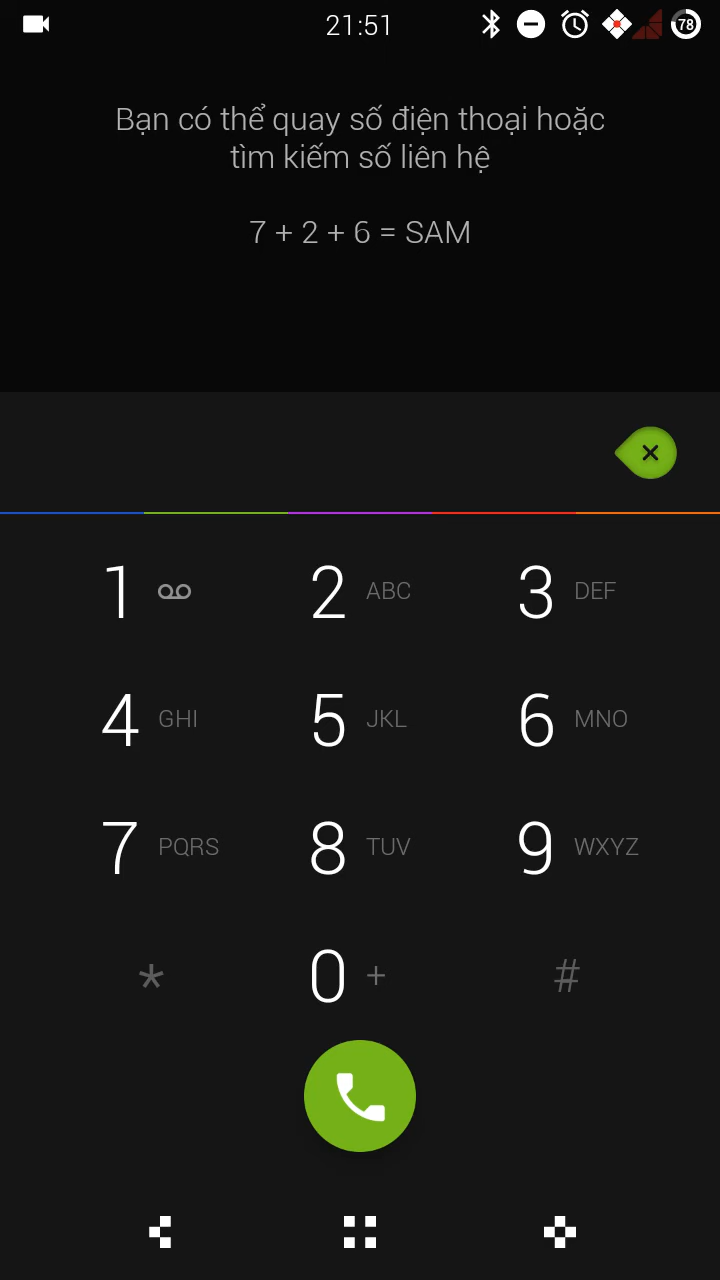 21:51
78
Bạn có thể quay số điện thoại hoặc
tìm kiếm số liên hệ
7 + 2 + 6 = SAM
1 2 ABC 3 DEF
4 GHI 5 JKL 6 MNO
7 PQRS 8 TUV 9 WXYZ
* 0 + #